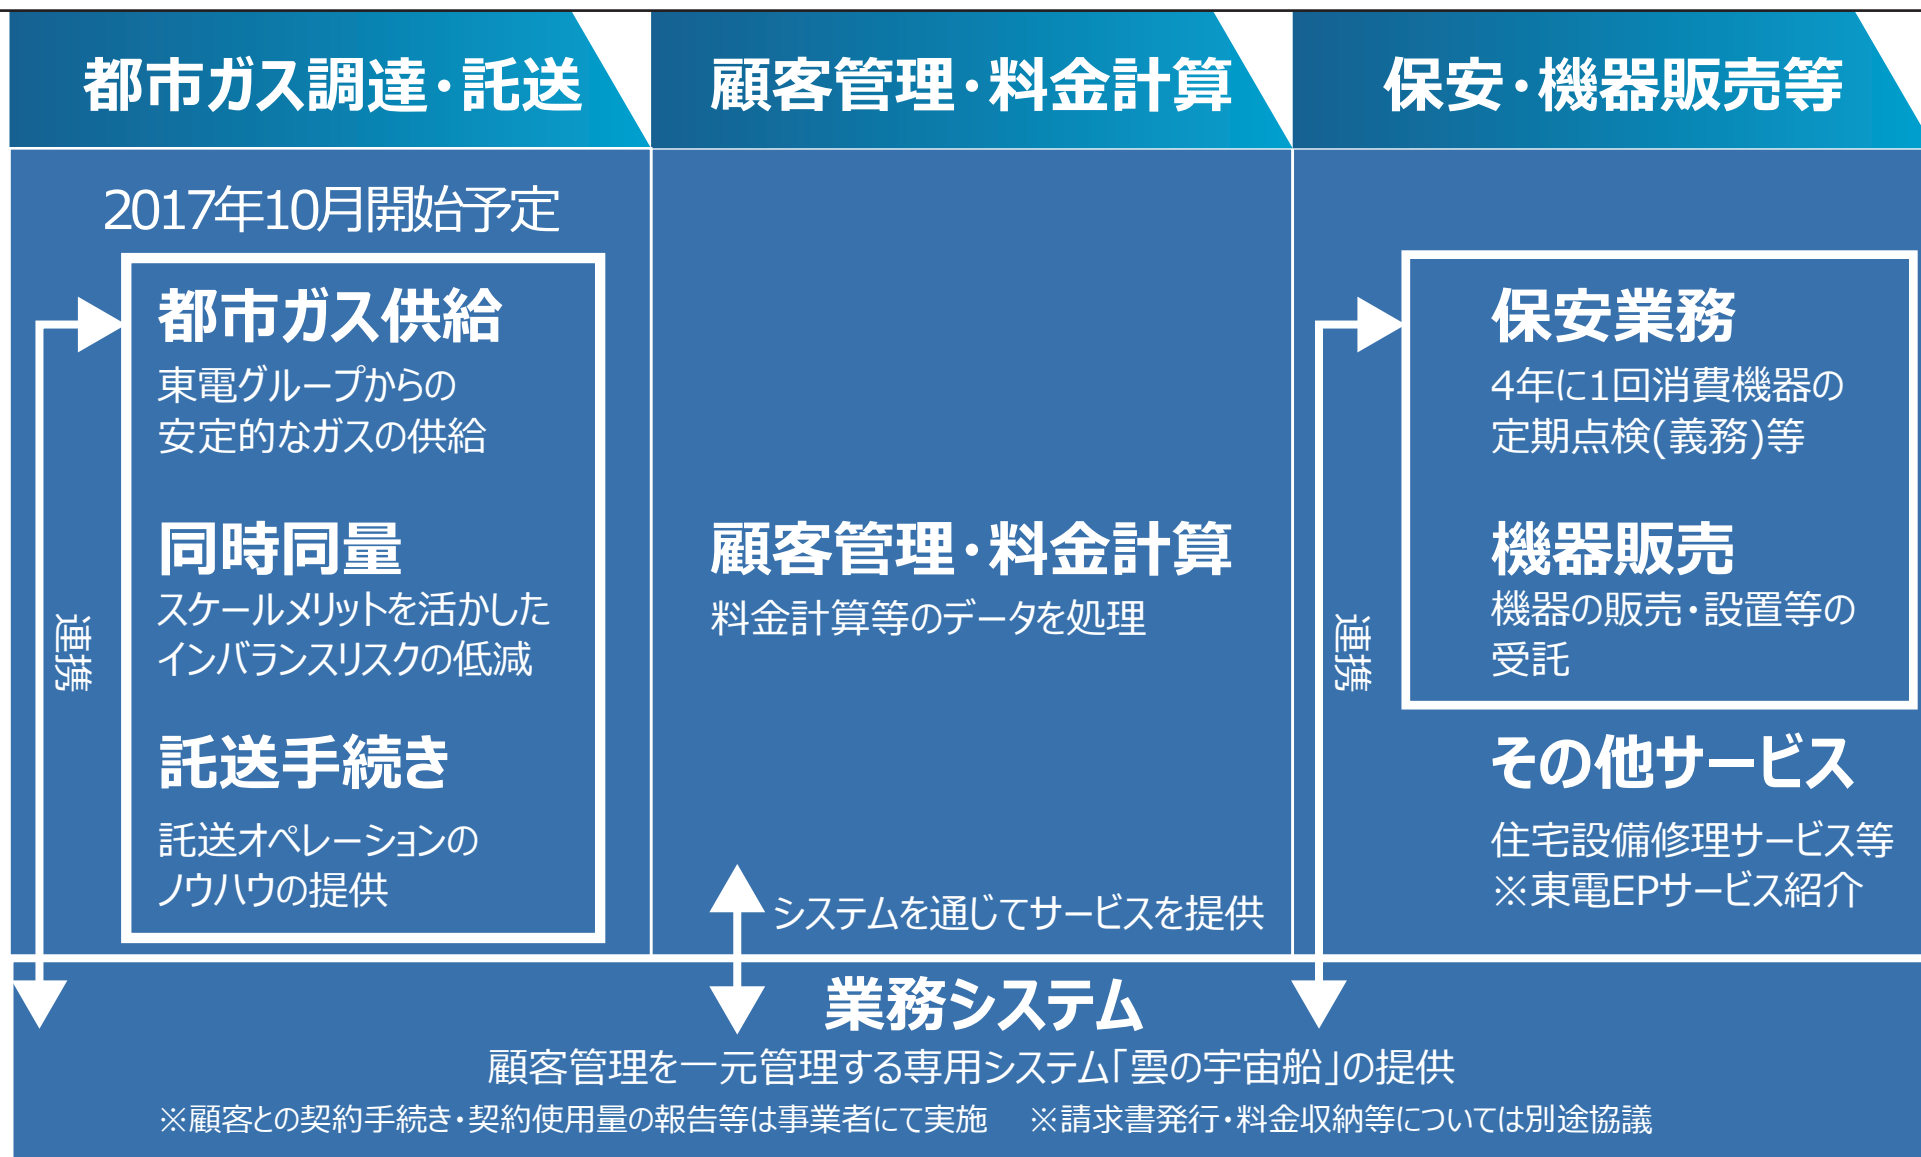 都市ガス調達・託送
顧客管理・料金計算
保安・機器販売等
2017年10月開始予定
都市ガス供給
東電グループからの
安定的なガスの供給
同時同量
スケールメリットを活かした
インバランスリスクの低減
託送手続き
託送オペレーションの
ノウハウの提供
連携
顧客管理・料金計算
料金計算等のデータを処理
システムを通じてサービスを提供
連携
保安業務
4年に1回消費機器の
定期点検(義務)等
機器販売
機器の販売・設置等の
受託
その他サービス
住宅設備修理サービス等
※東電EPサービス紹介
業務システム
顧客管理を一元管理する専用システム「雲の宇宙船」の提供
※顧客との契約手続き・契約使用量の報告等は事業者にて実施　※請求書発行・料金収納等については別途協議